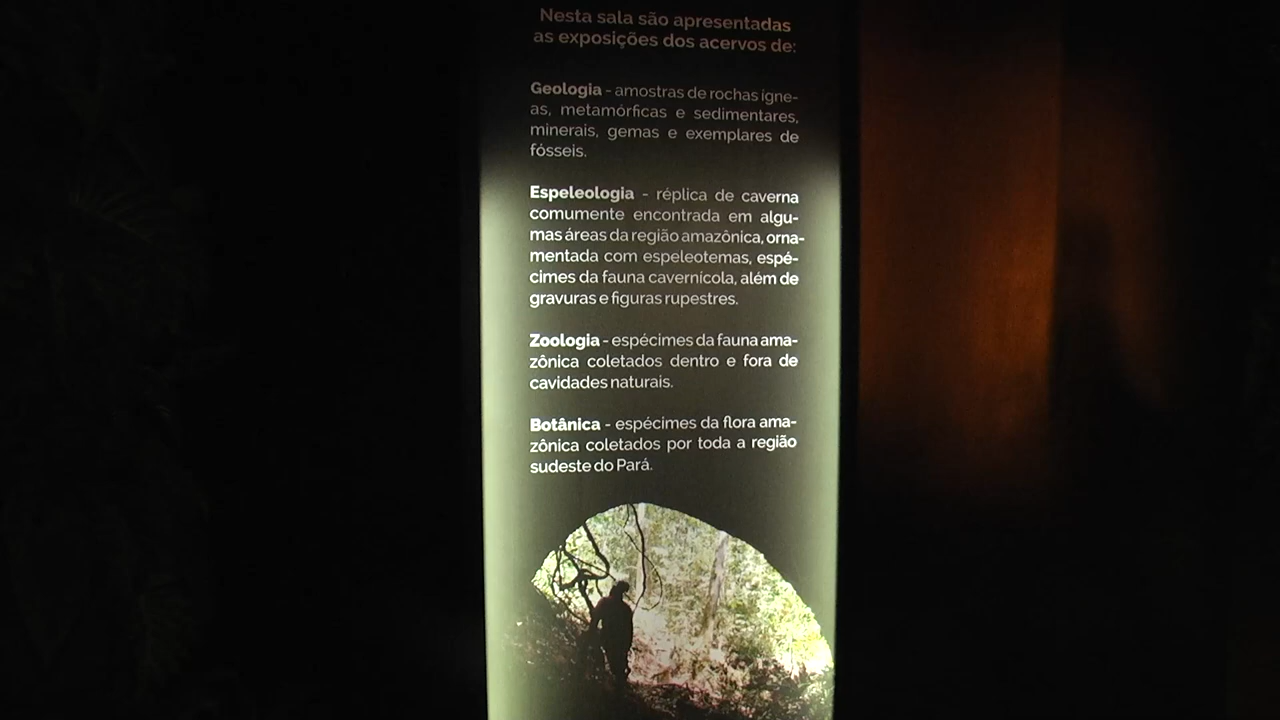 Nesta sala são apresentadas
as exposições dos acervos de:
Geologia - amostras de rochas ígne-
as, metamórficas e sedimentares,
minerais, gemas e exemplares de
fósseis.
Espeleologia - réplica de caverna
comumente encontrada em algu-
mas áreas da região amazônica, orna-
mentada com espeleotemas, espé-
cimes da fauna cavernícola, além de
gravuras e figuras rupestres.
Zoologia - espécimes da fauna ama-
zônica coletados dentro e fora de
cavidades naturais.
Botânica - espécimes da flora ama-
zônica coletados por toda a região
sudeste do Pará.